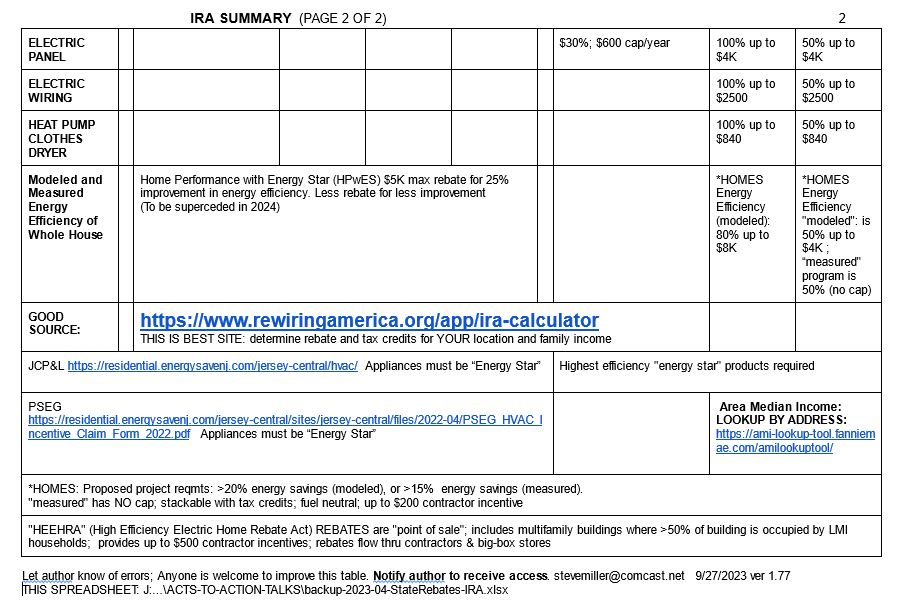 IRA SUMMARY (PAGE 2 OF 2) 2
ELECTRIC
PANEL
$30%; $600 cap/year
100% up to
$4K
50% up to
$4K
ELECTRIC
WIRING
100% up to
$2500
50% up to
$2500
HEAT PUMP
CLOTHES
DRYER
100% up to
$840
50% up to
$840
Modeled and
Measured
Energy
Efficiency of
Whole House
Home Performance with Energy Star (HPwES) $5K max rebate for 25%
improvement in energy efficiency. Less rebate for less improvement
(To be superceded in 2024)
*HOMES
Energy
Efficiency
(modeled):
80% up to
$8K
*HOMES
Energy
Efficiency
"modeled": is
50% up to
$4K ;
“measured”
program is
50% (no cap)
GOOD
SOURCE:
https://www.rewiringamerica.org/app/ira-calculator
THIS IS BEST SITE: determine rebate and tax credits for YOUR location and family income
JCP&L https://residential.energysavenj.com/jersey-central/hvac/ Appliances must be “Energy Star”
Highest efficiency "energy star" products required
PSEG
https://residential.energysavenj.com/jersey-central/sites/jersey-central/files/2022-04/PSEG_HVAC_I
ncentive_Claim_Form_2022.pdf Appliances must be “Energy Star”
Area Median Income:
LOOKUP BY ADDRESS:
https://ami-lookup-tool.fanniem
ae.com/amilookuptool/
*HOMES: Proposed project reqmts: >20% energy savings (modeled), or >15% energy savings (measured).
"measured" has NO cap; stackable with tax credits; fuel neutral; up to $200 contractor incentive
"HEEHRA" (High Efficiency Electric Home Rebate Act) REBATES are "point of sale"; includes multifamily buildings where >50% of building is occupied by LMI
households; provides up to $500 contractor incentives; rebates flow thru contractors & big-box stores
Let author know of errors; Anyone is welcome to improve this table. Notify author to receive access. stevemiller@comcast.net 9/27/2023 ver 1.77
THIS SPREADSHEET: J:...\ACTS-TO-ACTION-TALKS\backup-2023-04-StateRebates-IRA.xlsx